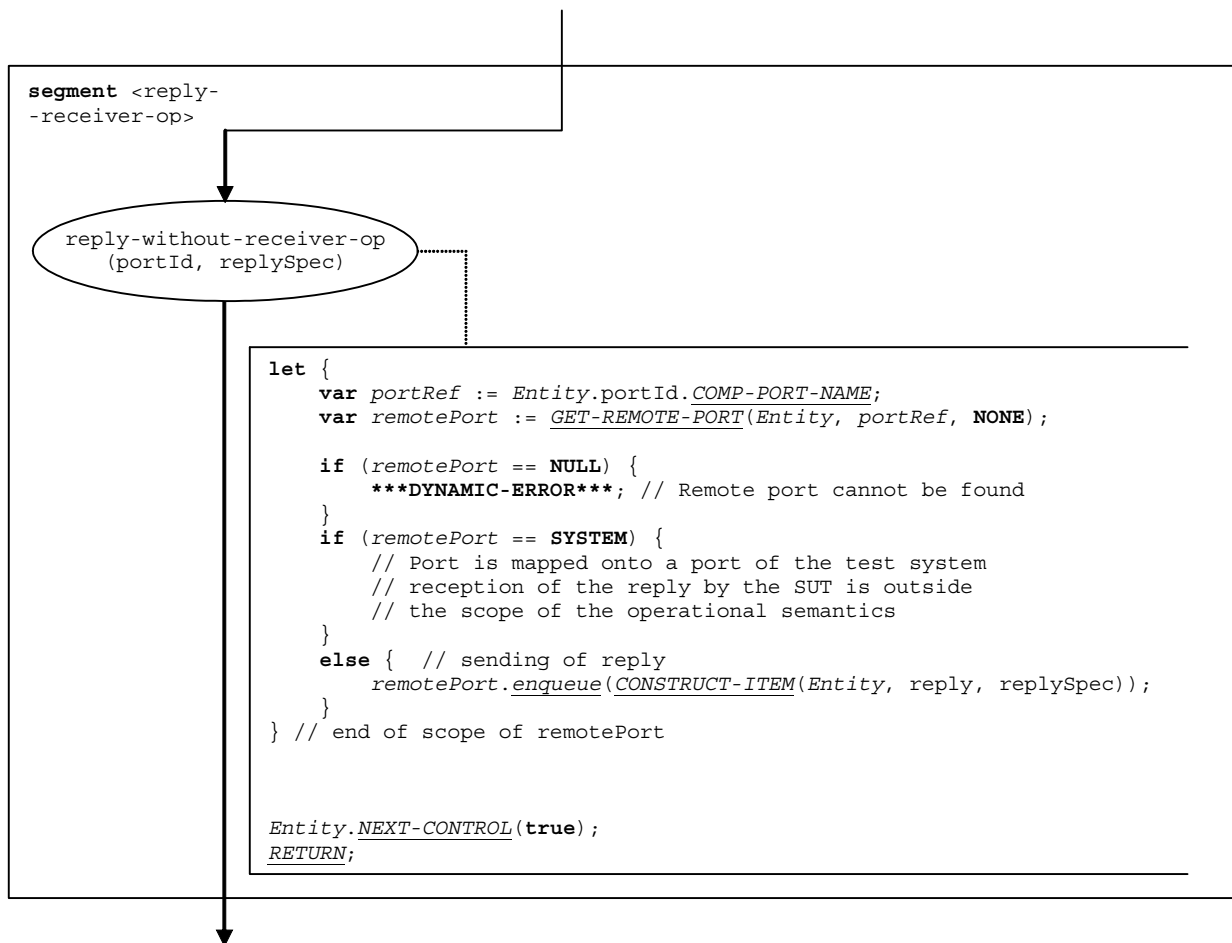 segment <reply-
-receiver-op>
reply-without-receiver-op
(portId, replySpec)
let {
    var portRef := Entity.portId.COMP-PORT-NAME;
    var remotePort := GET-REMOTE-PORT(Entity, portRef, NONE);
    if (remotePort == NULL) {
        ***DYNAMIC-ERROR***; // Remote port cannot be found
    }
    if (remotePort == SYSTEM) {
        // Port is mapped onto a port of the test system
        // reception of the reply by the SUT is outside
        // the scope of the operational semantics
    }
    else {  // sending of reply
        remotePort.enqueue(CONSTRUCT-ITEM(Entity, reply, replySpec));
    }
} // end of scope of remotePort
Entity.NEXT-CONTROL(true);
RETURN;